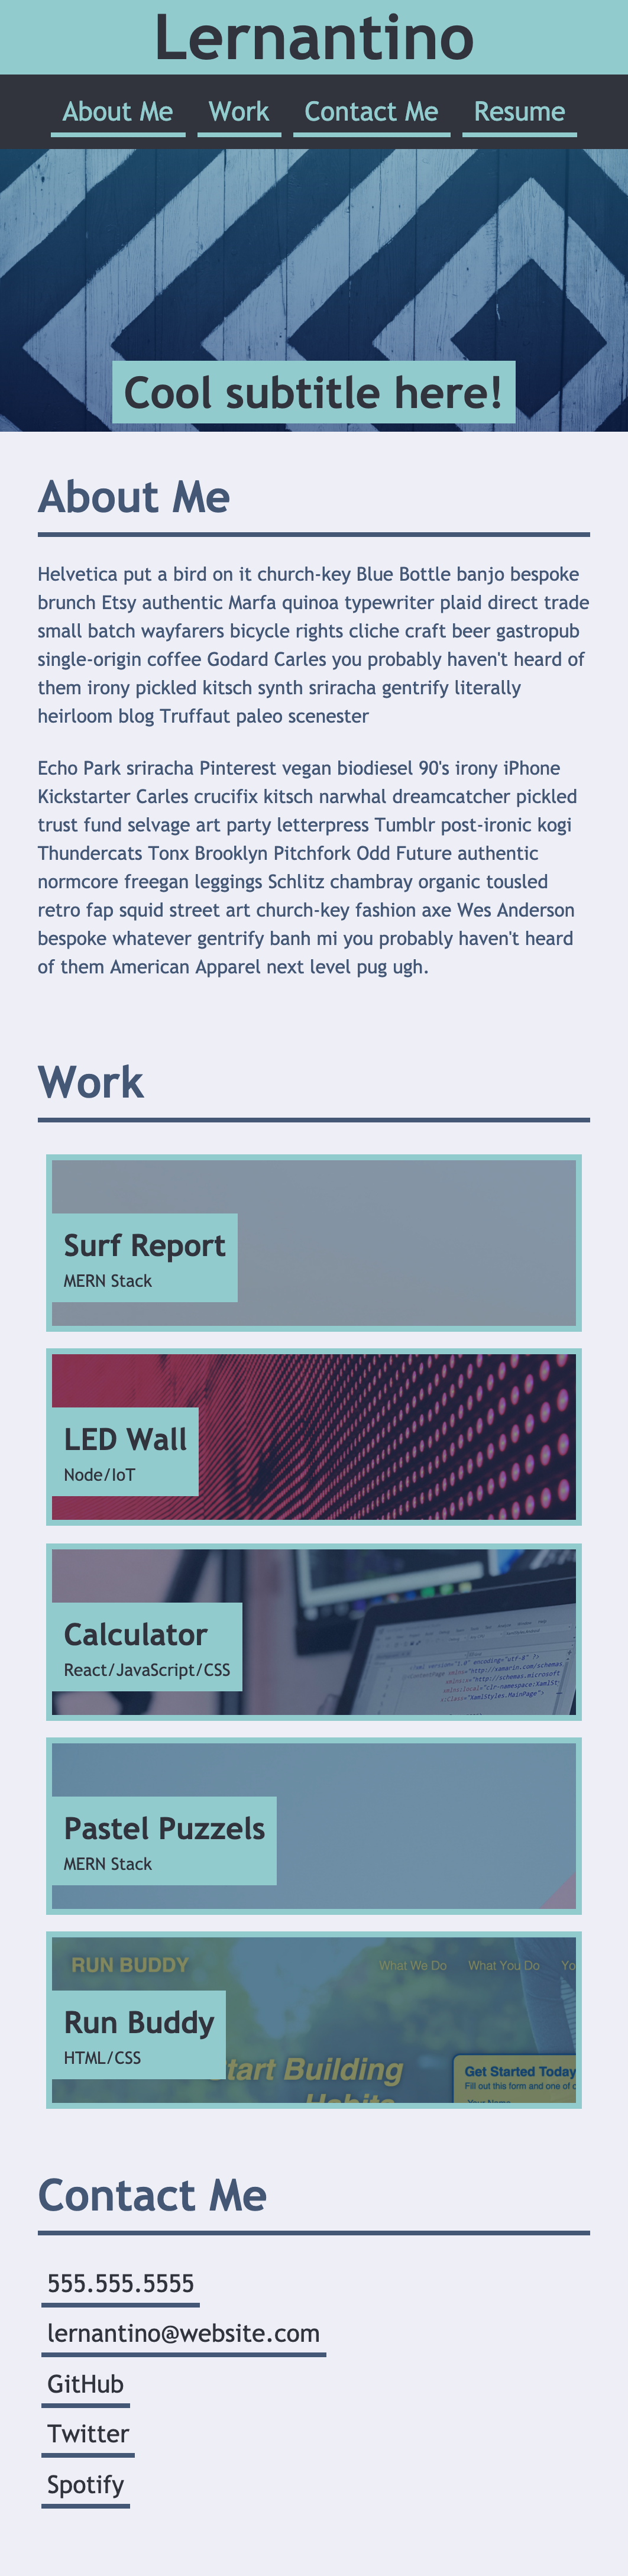 Lernantino
About Me
Work
Contact Me
Resume
Cool subtitle here!
About Me
Helvetica put a bird on it church-key Blue Bottle banjo bespoke
brunch Etsy authentic Marfa quinoa typewriter plaid direct trade
small batch wayfarers bicycle rights cliche craft beer gastropub
single-origin coffee Godard Carles you probably haven't heard of
them irony pickled kitsch synth sriracha gentrify literally
heirloom blog Truffaut paleo scenester
Echo Park sriracha Pinterest vegan biodiesel 90's irony iPhone
Kickstarter Carles crucifix kitsch narwhal dreamcatcher pickled
trust fund selvage art party letterpress Tumblr post-ironic kogi
Thundercats Tonx Brooklyn Pitchfork Odd Future authentic
normcore freegan leggings Schlitz chambray organic tousled
retro fap squid street art church-key fashion axe Wes Anderson
bespoke whatever gentrify banh mi you probably haven't heard
of them American Apparel next level pug ugh.
Work
Surf Report
MERN Stack
LED Wall
Node/IoT
Calculator
React/JavaScript/CSS
Pastel Puzzels
MERN Stack
RUN BUDDY
What We Do
What You Do
Yo
Run Buddy
HTML/CSS
tart Building
Habits
Get Started Today
Fill out this form and one of
Your Name
Contact Me
555.555.5555
lernantino@website.com
GitHub
Twitter
Spotify